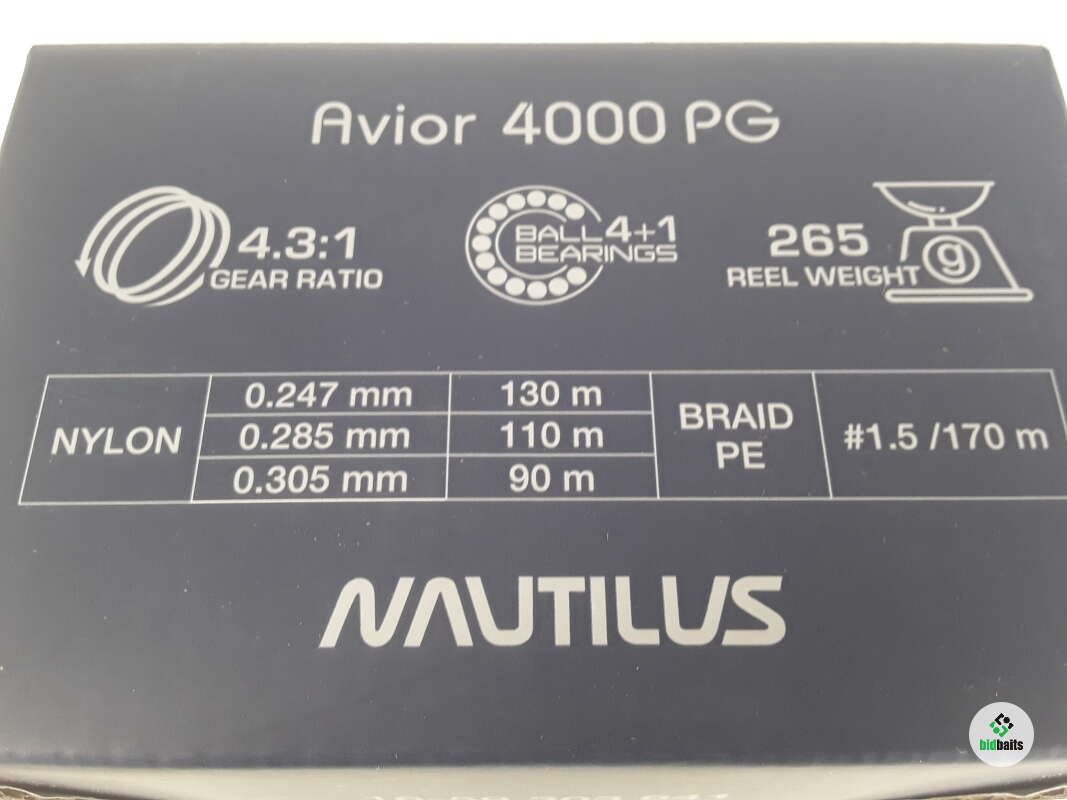 Avior 4000 PG
4.3:1
GEAR RATIO
BALL 4+1
BEARINGS
265
REEL WEIGHT g
NYLON
0.247 mm 130 m
0.285 mm 110 m
0.305 mm 90 m
BRAID
PE
#1.5 /170 m
NAUTILUS
bidbaits